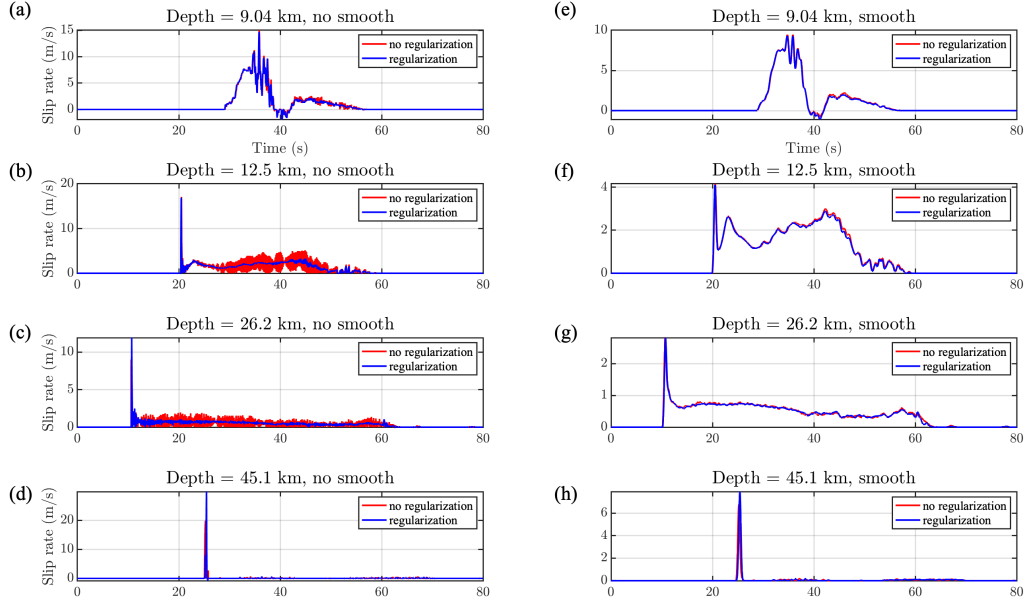 (a)
Depth = 9.04 km, no smooth
Slip rate (m/s)
15
10
5
0
no regularization
regularization
0 20 40 60 80
Time (s)
(b)
Depth = 12.5 km, no smooth
Slip rate (m/s)
20
10
0
no regularization
regularization
0 20 40 60 80
(c)
Depth = 26.2 km, no smooth
Slip rate (m/s)
10
5
0
no regularization
regularization
0 20 40 60 80
(d)
Depth = 45.1 km, no smooth
Slip rate (m/s)
20
10
0
no regularization
regularization
0 20 40 60 80
(e)
Depth = 9.04 km, smooth
10
5
0
no regularization
regularization
0 20 40 60 80
Time (s)
(f)
Depth = 12.5 km, smooth
4
2
0
no regularization
regularization
0 20 40 60 80
(g)
Depth = 26.2 km, smooth
2
1
0
no regularization
regularization
0 20 40 60 80
(h)
Depth = 45.1 km, smooth
6
4
2
0
no regularization
regularization
0 20 40 60 80